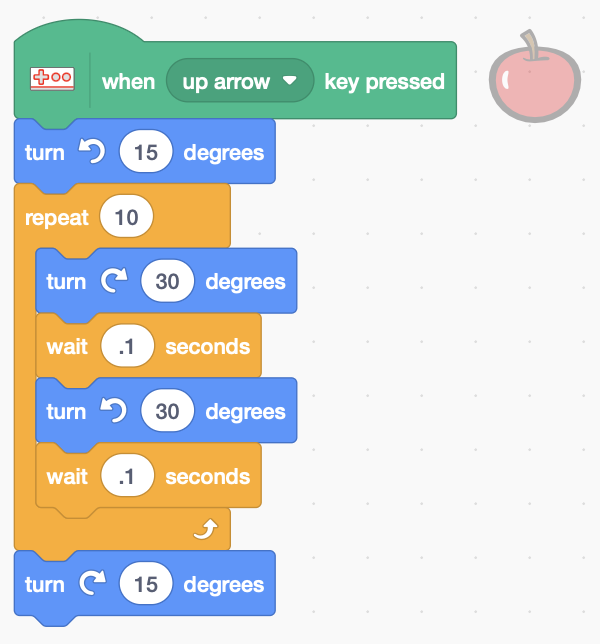 when up arrow key pressed
turn 15 degrees
repeat 10
turn 30 degrees
wait .1 seconds
turn 30 degrees
wait .1 seconds
turn 15 degrees